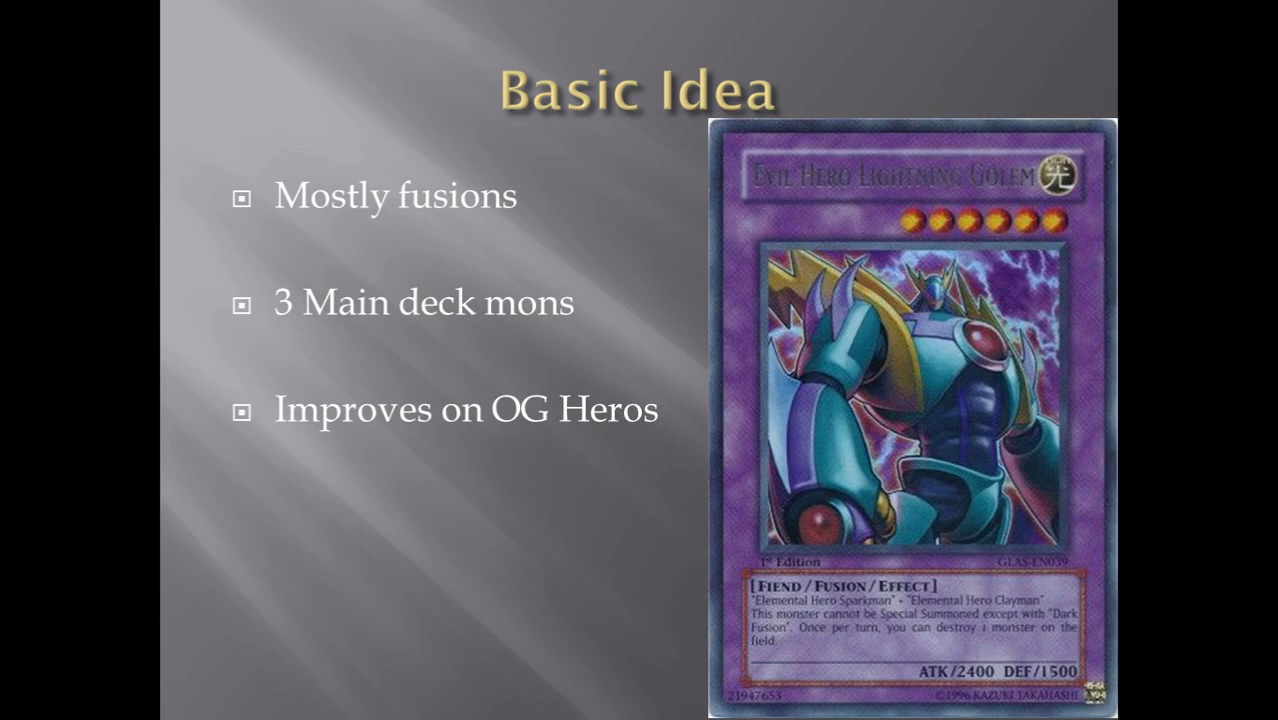 Basic Idea
Mostly fusions
3 Main deck mons
Improves on OG Heros
Evil Hero Lightning Golem
LIGHT
光
1st Edition
GLAS-EN039
[Fiend / Fusion / Effect]
"Elemental Hero Sparkman" + "Elemental Hero Clayman"
This monster cannot be Special Summoned except with "Dark
Fusion". Once per turn, you can destroy 1 monster on the
field.
ATK/2400 DEF/1500
21947653
©1996 KAZUKI TAKAHASHI